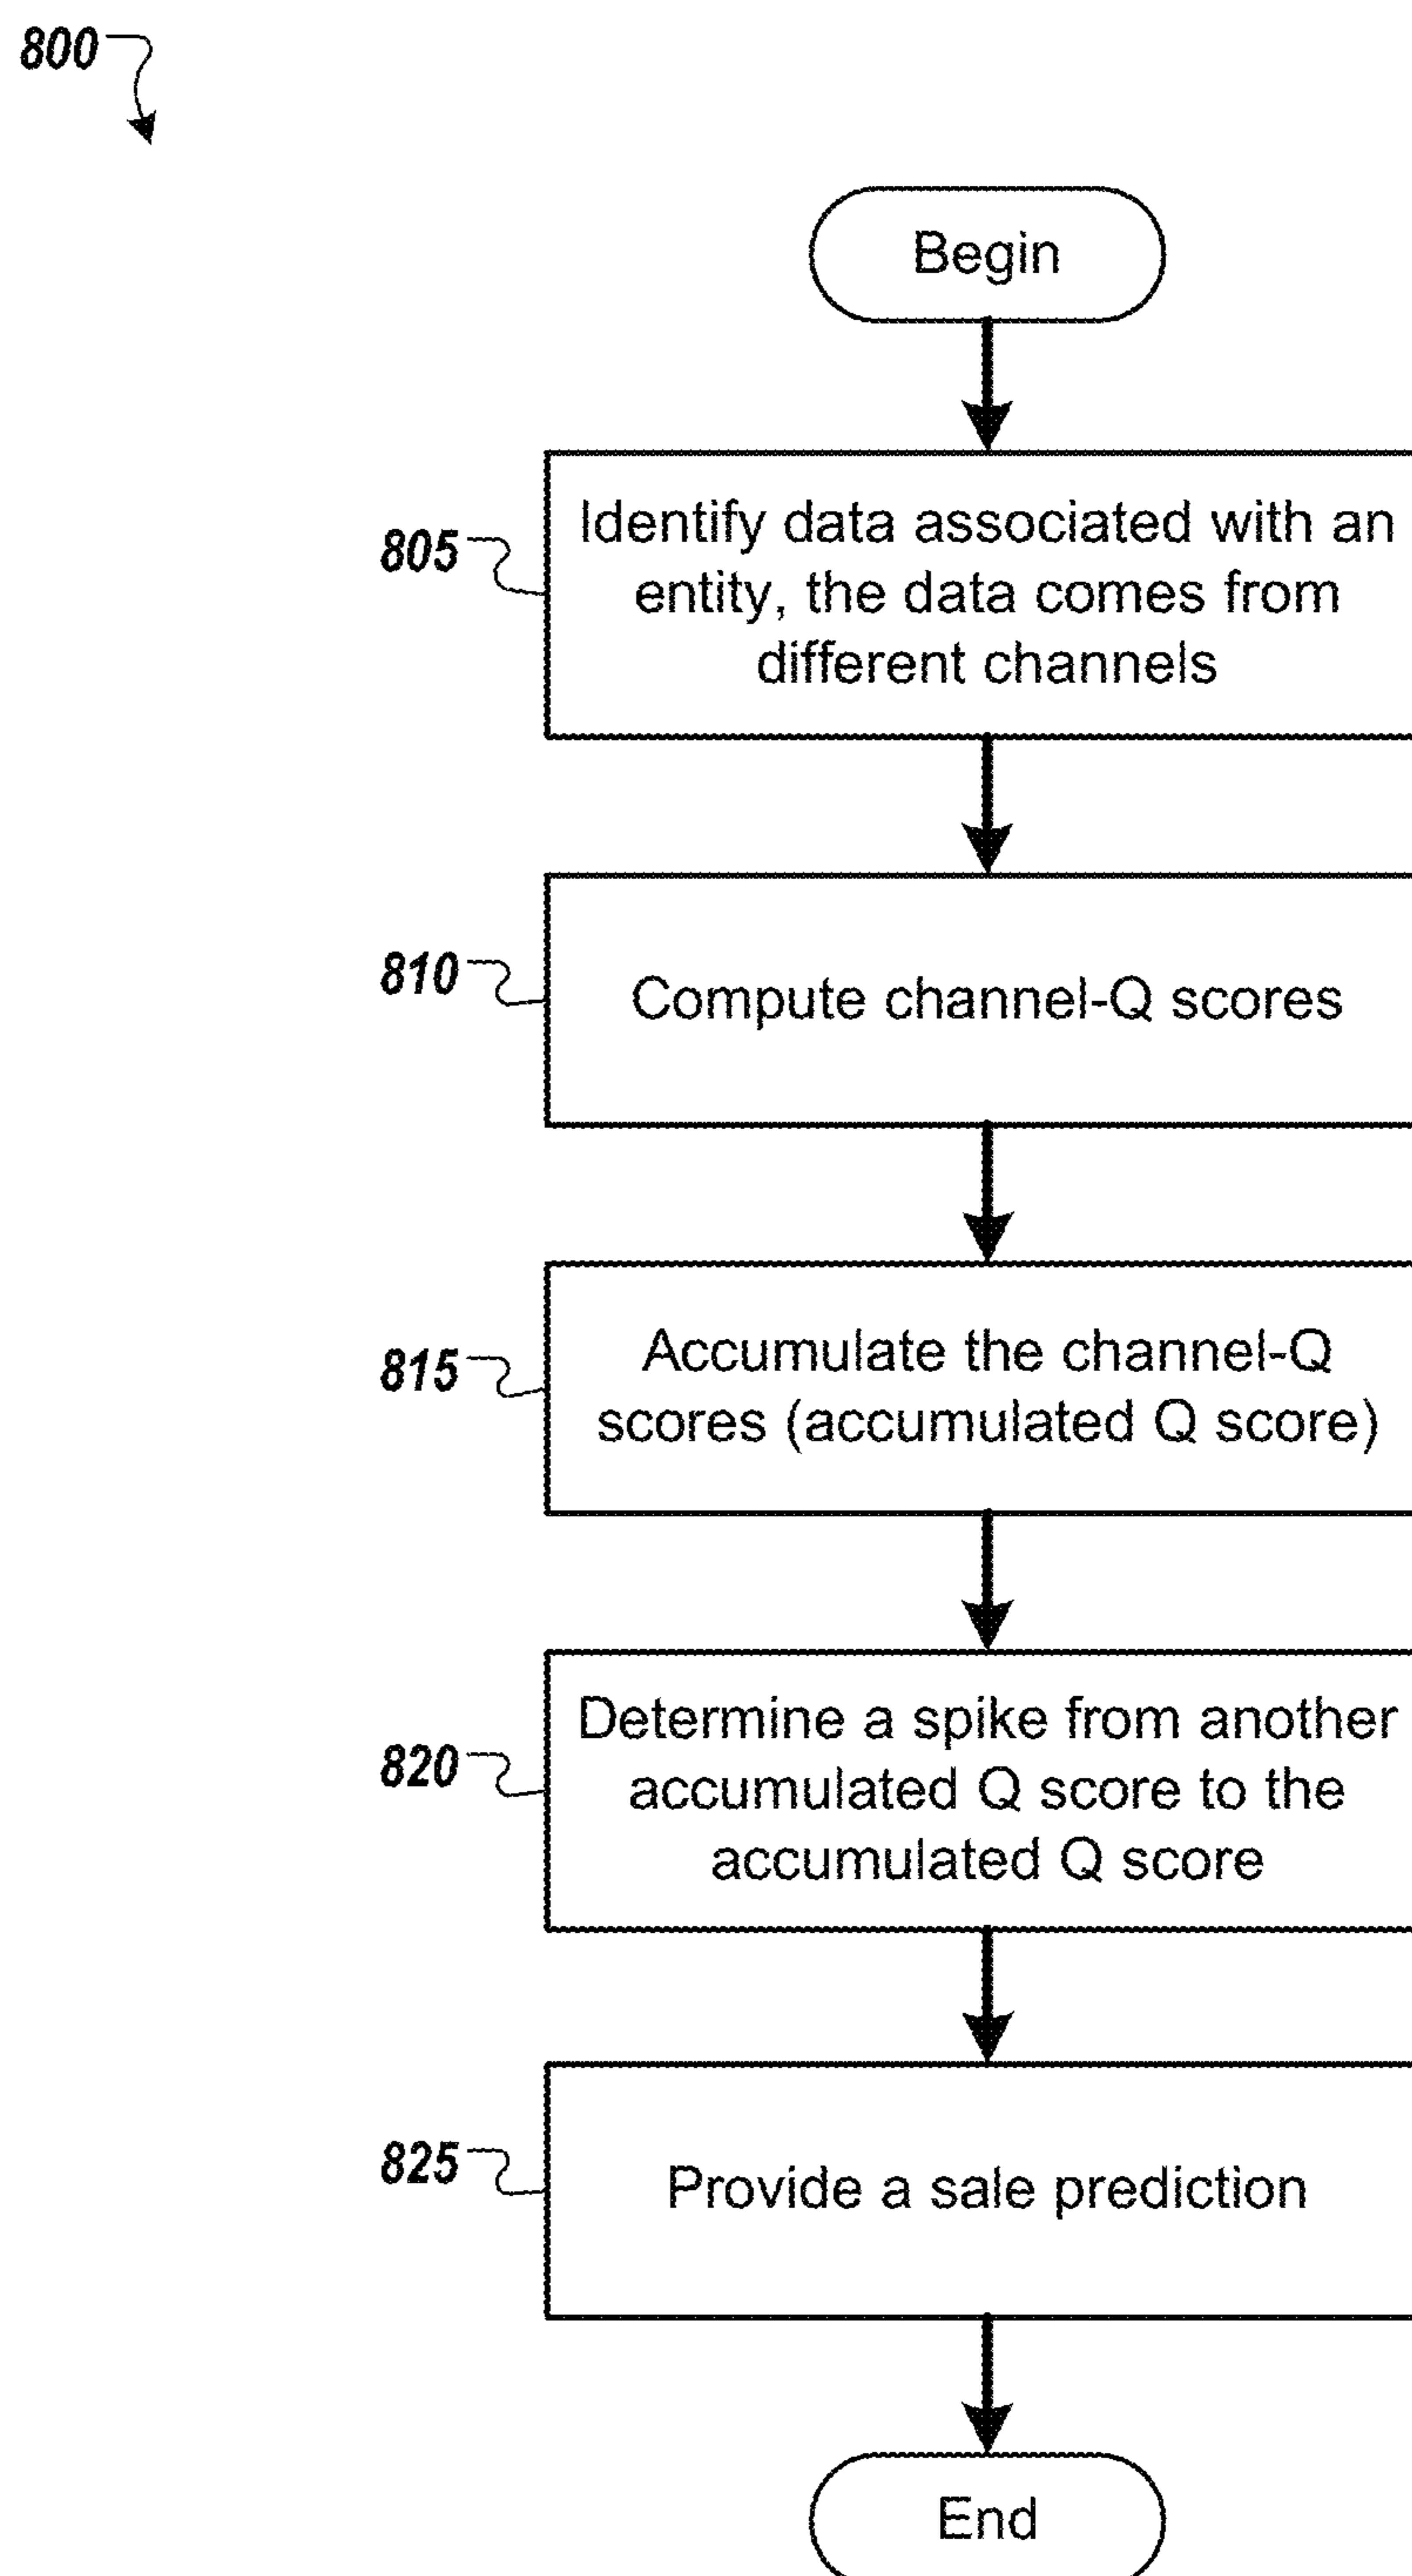 800
Begin
805
Identify data associated with an
entity, the data comes from
different channels
810
Compute channel-Q scores
815
Accumulate the channel-Q
scores (accumulated Q score)
820
Determine a spike from another
accumulated Q score to the
accumulated Q score
825
Provide a sale prediction
End